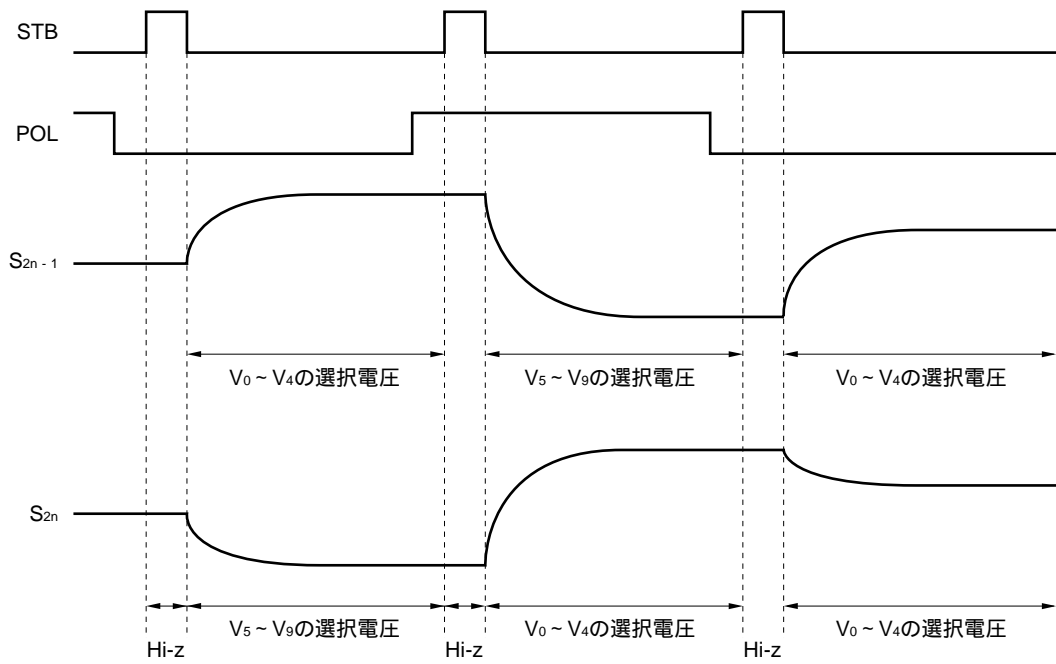 STB
POL
S2n - 1
V0 ~ V4の選択電圧 V5 ~ V9の選択電圧 V0 ~ V4の選択電圧
S2n
V5 ~ V9の選択電圧 V0 ~ V4の選択電圧 V0 ~ V4の選択電圧
Hi-z Hi-z Hi-z